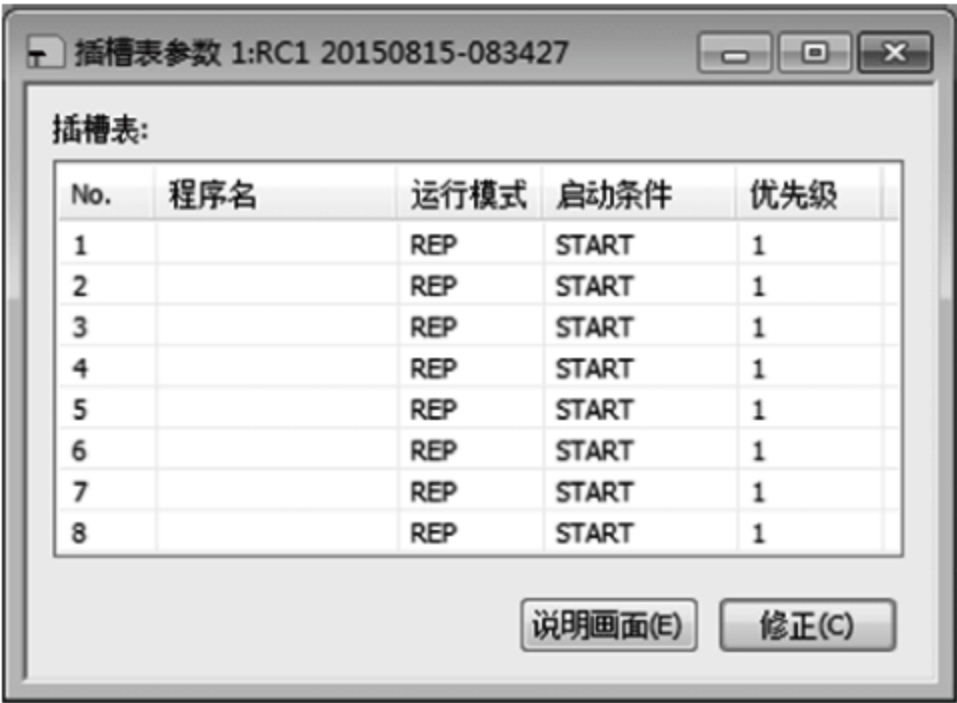 插槽表参数 1:RC1 20150815-083427
插槽表:
No. 程序名 运行模式 启动条件 优先级
1 REP START 1
2 REP START 1
3 REP START 1
4 REP START 1
5 REP START 1
6 REP START 1
7 REP START 1
8 REP START 1
说明画面(E) 修正(C)